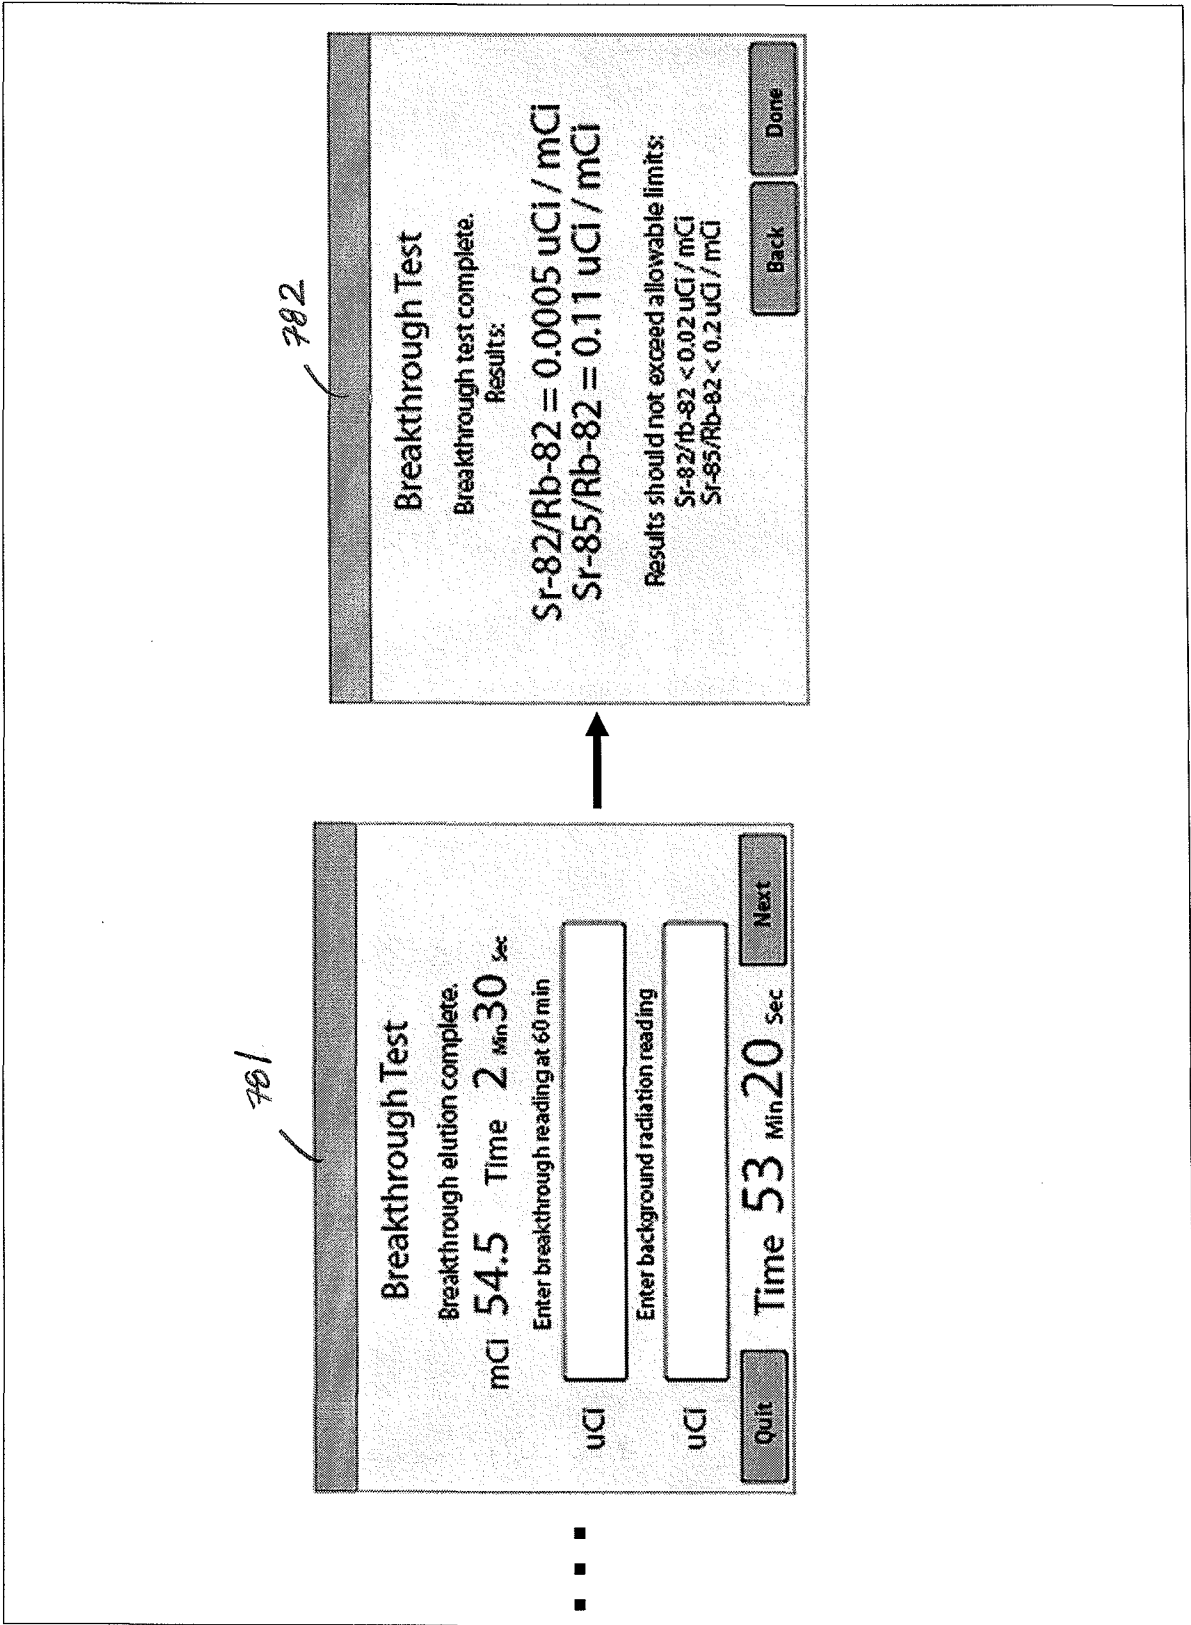 781
Breakthrough Test
Breakthrough elution complete.
mCi 54.5 Time 2 Min 30 Sec
Enter breakthrough reading at 60 min
uCi
Enter background radiation reading
uCi
Quit Time 53 Min 20 Sec Next
782
Breakthrough Test
Breakthrough test complete.
Results:
Sr-82/Rb-82 = 0.0005 uCi / mCi
Sr-85/Rb-82 = 0.11 uCi / mCi
Results should not exceed allowable limits:
Sr-82/rb-82 < 0.02 uCi / mCi
Sr-85/Rb-82 < 0.2 uCi / mCi
Back Done